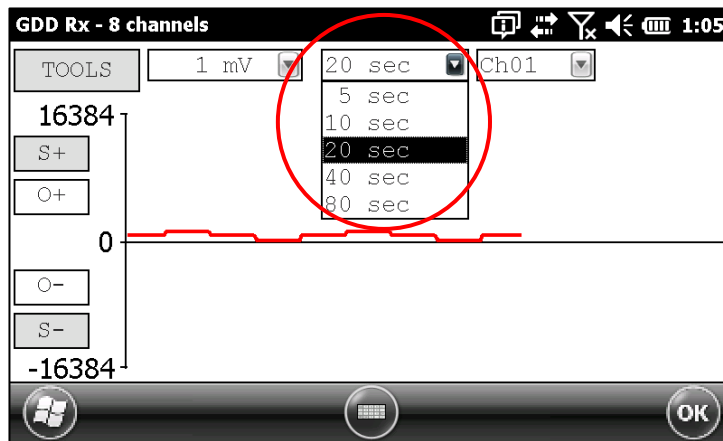 GDD Rx - 8 channels 1:05
TOOLS 1 mV 20 sec Ch01
5 sec
10 sec
20 sec
40 sec
80 sec
16384
S+
O+
0
O-
S-
-16384
OK